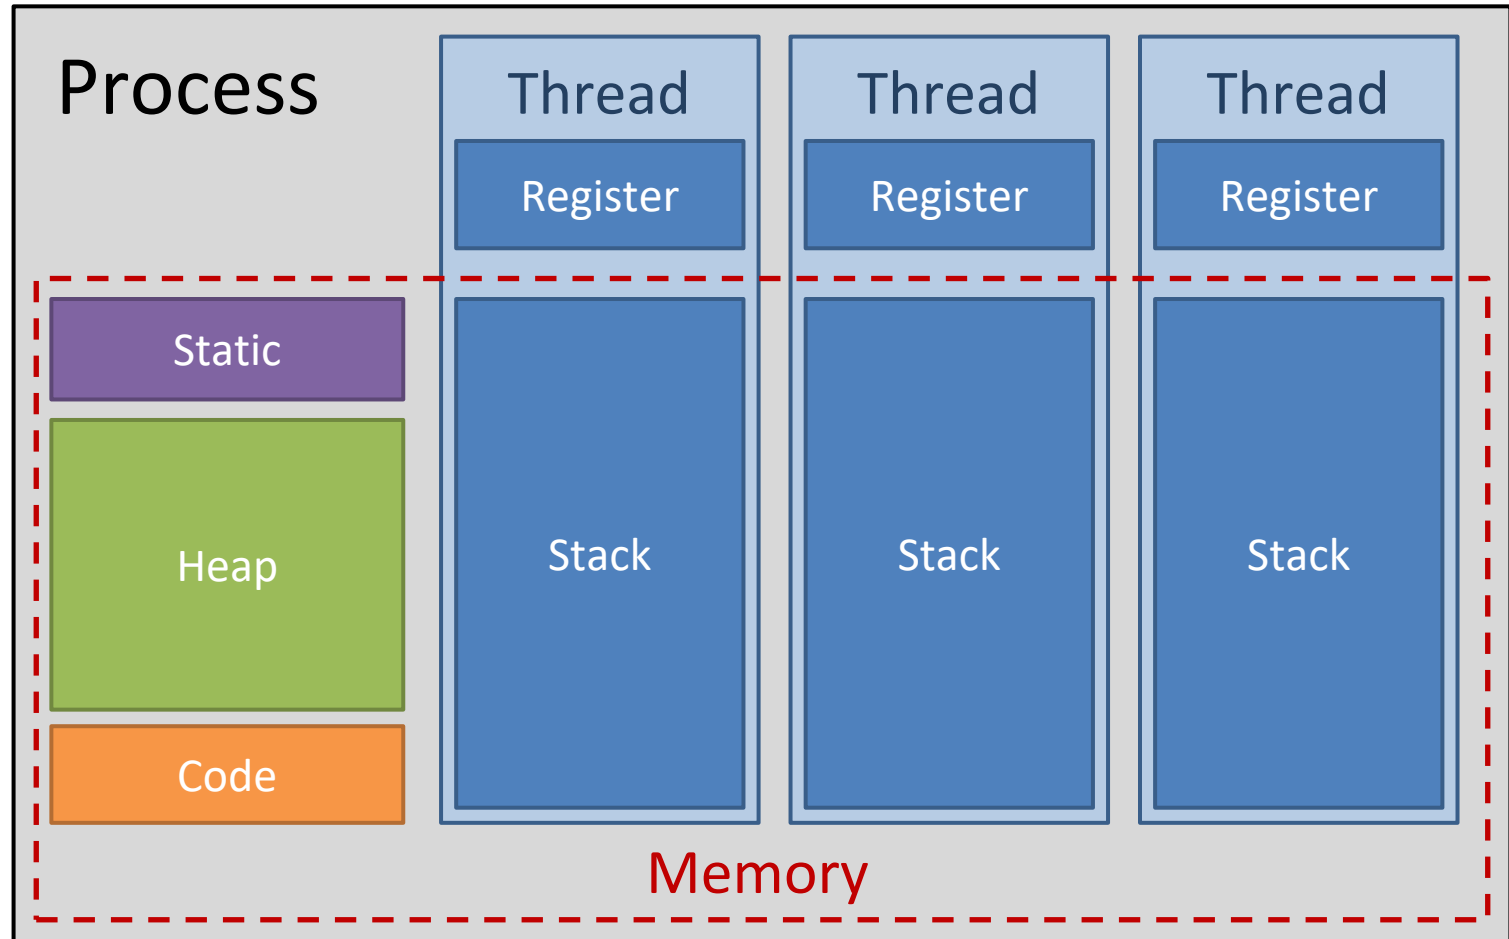 Process
Thread
Thread
Thread
Register
Register
Register
Static
Heap
Code
Stack
Stack
Stack
Memory